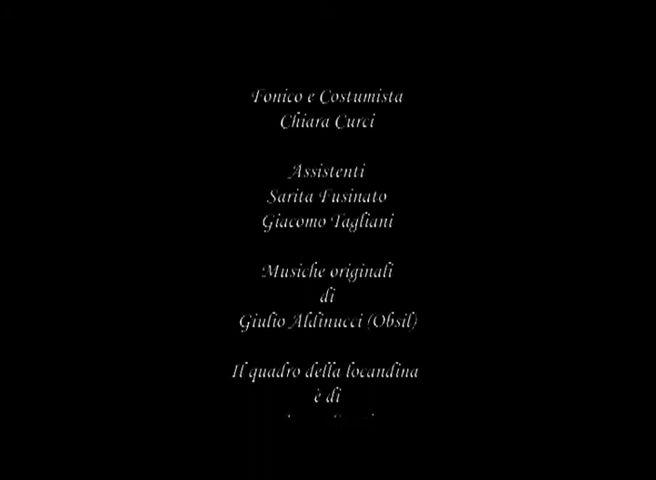 Fonico e Costumista
Chiara Curci
Assistenti
Sarita Fusinato
Giacomo Tagliani
Musiche originali
di
Giulio Aldinucci (Obsil)
Il quadro della locandina
è di